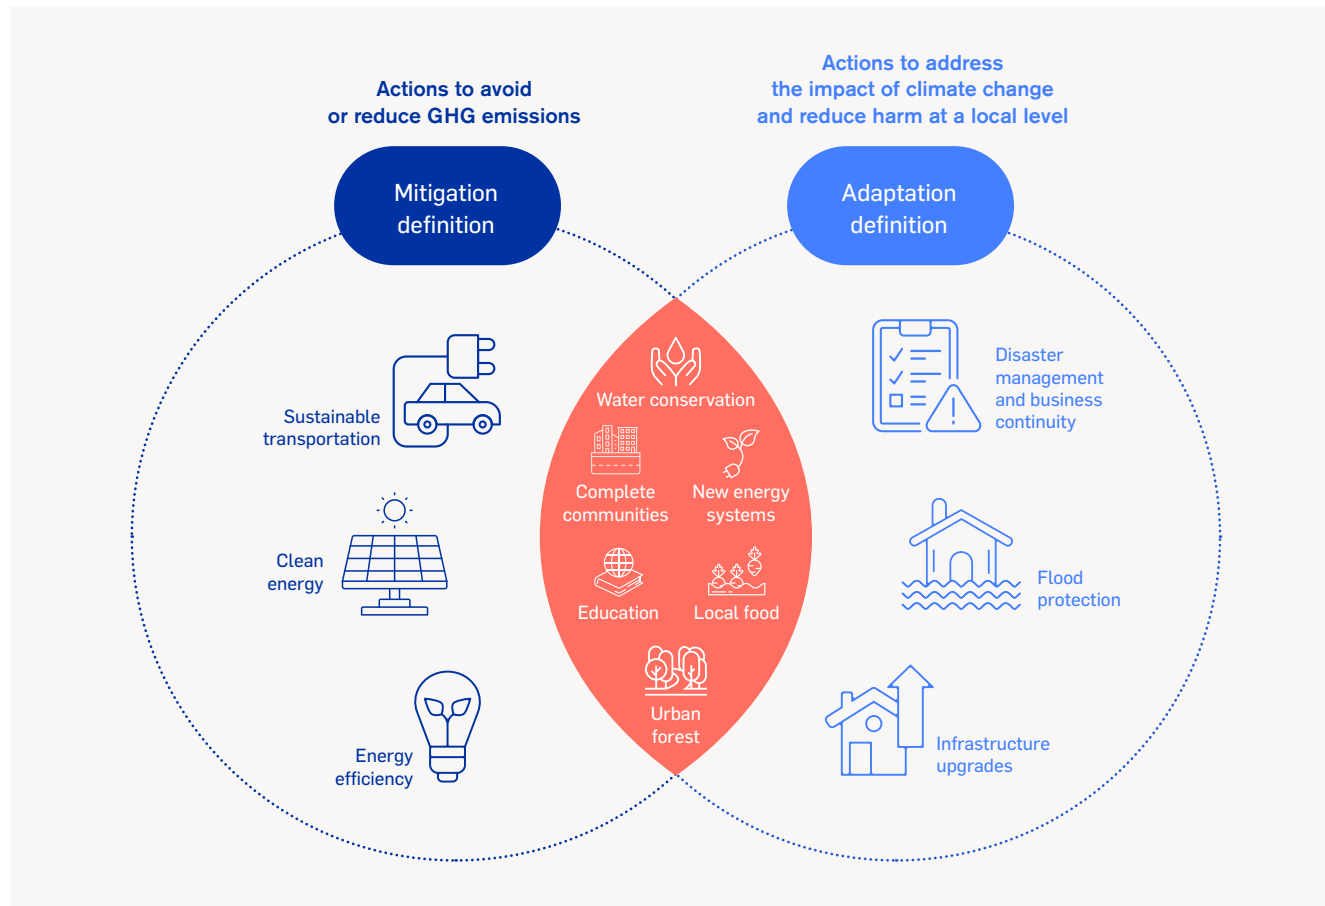 Actions to avoid
or reduce GHG emissions
Actions to address
the impact of climate change
and reduce harm at a local level
Mitigation
definition
Adaptation
definition
Sustainable
transportation
Clean
energy
Energy
efficiency
Water conservation
Complete
communities
New energy
systems
Education
Local food
Urban
forest
Disaster
management
and business
continuity
Flood
protection
Infrastructure
upgrades